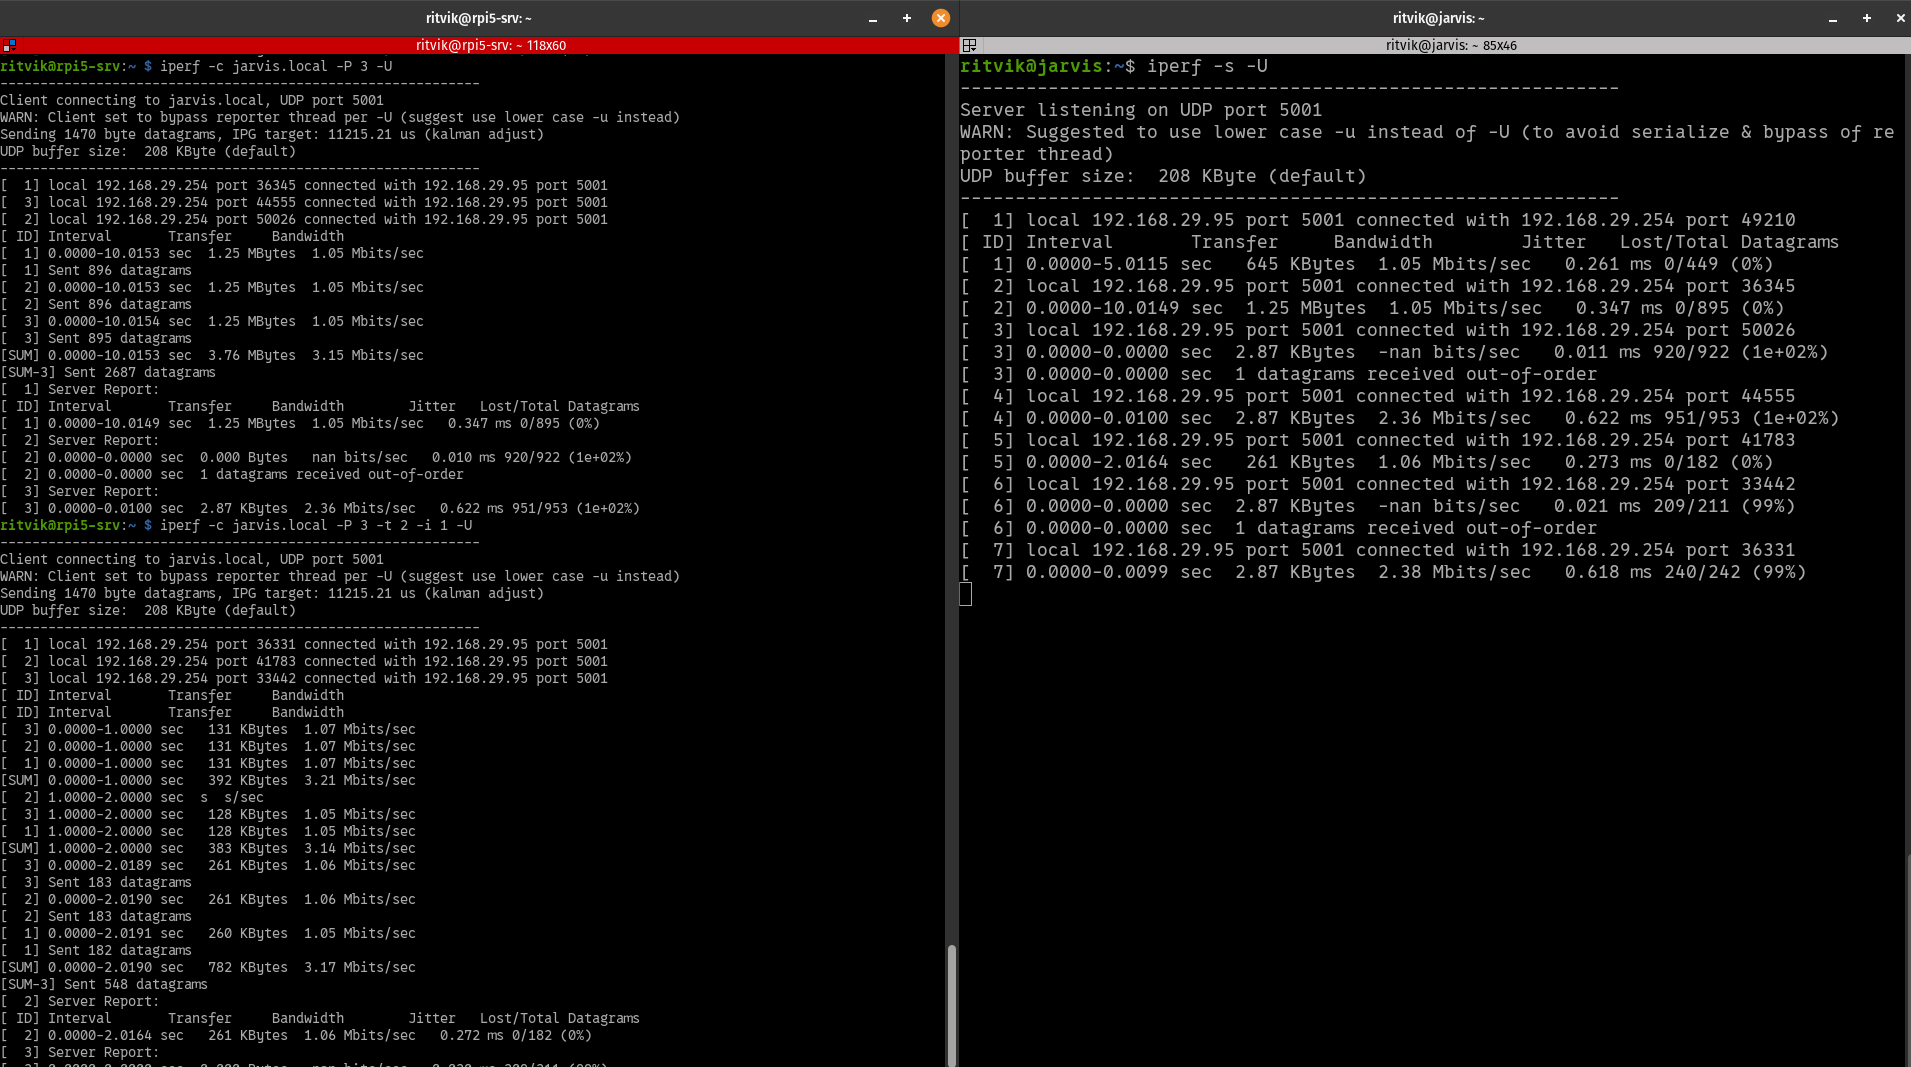 ritvik@rpi5-srv: ~
ritvik@rpi5-srv: ~ 118x60
ritvik@rpi5-srv:~ $ iperf -c jarvis.local -P 3 -U
------------------------------------------------------------
Client connecting to jarvis.local, UDP port 5001
WARN: Client set to bypass reporter thread per -U (suggest use lower case -u instead)
Sending 1470 byte datagrams, IPG target: 11215.21 us (kalman adjust)
UDP buffer size:  208 KByte (default)
------------------------------------------------------------
[  1] local 192.168.29.254 port 36345 connected with 192.168.29.95 port 5001
[  3] local 192.168.29.254 port 44555 connected with 192.168.29.95 port 5001
[  2] local 192.168.29.254 port 50026 connected with 192.168.29.95 port 5001
[ ID] Interval       Transfer     Bandwidth
[  1] 0.0000-10.0153 sec  1.25 MBytes  1.05 Mbits/sec
[  1] Sent 896 datagrams
[  2] 0.0000-10.0153 sec  1.25 MBytes  1.05 Mbits/sec
[  2] Sent 896 datagrams
[  3] 0.0000-10.0154 sec  1.25 MBytes  1.05 Mbits/sec
[  3] Sent 895 datagrams
[SUM] 0.0000-10.0153 sec  3.76 MBytes  3.15 Mbits/sec
[SUM-3] Sent 2687 datagrams
[  1] Server Report:
[ ID] Interval       Transfer     Bandwidth        Jitter   Lost/Total Datagrams
[  1] 0.0000-10.0149 sec  1.25 MBytes  1.05 Mbits/sec   0.347 ms 0/895 (0%)
[  2] Server Report:
[  2] 0.0000-0.0000 sec  0.000 Bytes   nan bits/sec   0.010 ms 920/922 (1e+02%)
[  2] 0.0000-0.0000 sec  1 datagrams received out-of-order
[  3] Server Report:
[  3] 0.0000-0.0100 sec  2.87 KBytes  2.36 Mbits/sec   0.622 ms 951/953 (1e+02%)
ritvik@rpi5-srv:~ $ iperf -c jarvis.local -P 3 -t 2 -i 1 -U
------------------------------------------------------------
Client connecting to jarvis.local, UDP port 5001
WARN: Client set to bypass reporter thread per -U (suggest use lower case -u instead)
Sending 1470 byte datagrams, IPG target: 11215.21 us (kalman adjust)
UDP buffer size:  208 KByte (default)
------------------------------------------------------------
[  1] local 192.168.29.254 port 36331 connected with 192.168.29.95 port 5001
[  2] local 192.168.29.254 port 41783 connected with 192.168.29.95 port 5001
[  3] local 192.168.29.254 port 33442 connected with 192.168.29.95 port 5001
[ ID] Interval       Transfer     Bandwidth
[ ID] Interval       Transfer     Bandwidth
[  3] 0.0000-1.0000 sec   131 KBytes  1.07 Mbits/sec
[  2] 0.0000-1.0000 sec   131 KBytes  1.07 Mbits/sec
[  1] 0.0000-1.0000 sec   131 KBytes  1.07 Mbits/sec
[SUM] 0.0000-1.0000 sec   392 KBytes  3.21 Mbits/sec
[  2] 1.0000-2.0000 sec  s  s/sec
[  3] 1.0000-2.0000 sec   128 KBytes  1.05 Mbits/sec
[  1] 1.0000-2.0000 sec   128 KBytes  1.05 Mbits/sec
[SUM] 1.0000-2.0000 sec   383 KBytes  3.14 Mbits/sec
[  3] 0.0000-2.0189 sec   261 KBytes  1.06 Mbits/sec
[  3] Sent 183 datagrams
[  2] 0.0000-2.0190 sec   261 KBytes  1.06 Mbits/sec
[  2] Sent 183 datagrams
[  1] 0.0000-2.0191 sec   260 KBytes  1.05 Mbits/sec
[  1] Sent 182 datagrams
[SUM] 0.0000-2.0190 sec   782 KBytes  3.17 Mbits/sec
[SUM-3] Sent 548 datagrams
[  2] Server Report:
[ ID] Interval       Transfer     Bandwidth        Jitter   Lost/Total Datagrams
[  2] 0.0000-2.0164 sec   261 KBytes  1.06 Mbits/sec   0.272 ms 0/182 (0%)
[  3] Server Report:
ritvik@jarvis: ~
ritvik@jarvis: ~ 85x46
ritvik@jarvis:~$ iperf -s -U
------------------------------------------------------------
Server listening on UDP port 5001
WARN: Suggested to use lower case -u instead of -U (to avoid serialize & bypass of re
porter thread)
UDP buffer size:  208 KByte (default)
------------------------------------------------------------
[  1] local 192.168.29.95 port 5001 connected with 192.168.29.254 port 49210
[ ID] Interval       Transfer     Bandwidth        Jitter   Lost/Total Datagrams
[  1] 0.0000-5.0115 sec   645 KBytes  1.05 Mbits/sec   0.261 ms 0/449 (0%)
[  2] local 192.168.29.95 port 5001 connected with 192.168.29.254 port 36345
[  2] 0.0000-10.0149 sec  1.25 MBytes  1.05 Mbits/sec   0.347 ms 0/895 (0%)
[  3] local 192.168.29.95 port 5001 connected with 192.168.29.254 port 50026
[  3] 0.0000-0.0000 sec  2.87 KBytes  -nan bits/sec   0.011 ms 920/922 (1e+02%)
[  3] 0.0000-0.0000 sec  1 datagrams received out-of-order
[  4] local 192.168.29.95 port 5001 connected with 192.168.29.254 port 44555
[  4] 0.0000-0.0100 sec  2.87 KBytes  2.36 Mbits/sec   0.622 ms 951/953 (1e+02%)
[  5] local 192.168.29.95 port 5001 connected with 192.168.29.254 port 41783
[  5] 0.0000-2.0164 sec   261 KBytes  1.06 Mbits/sec   0.273 ms 0/182 (0%)
[  6] local 192.168.29.95 port 5001 connected with 192.168.29.254 port 33442
[  6] 0.0000-0.0000 sec  2.87 KBytes  -nan bits/sec   0.021 ms 209/211 (99%)
[  6] 0.0000-0.0000 sec  1 datagrams received out-of-order
[  7] local 192.168.29.95 port 5001 connected with 192.168.29.254 port 36331
[  7] 0.0000-0.0099 sec  2.87 KBytes  2.38 Mbits/sec   0.618 ms 240/242 (99%)